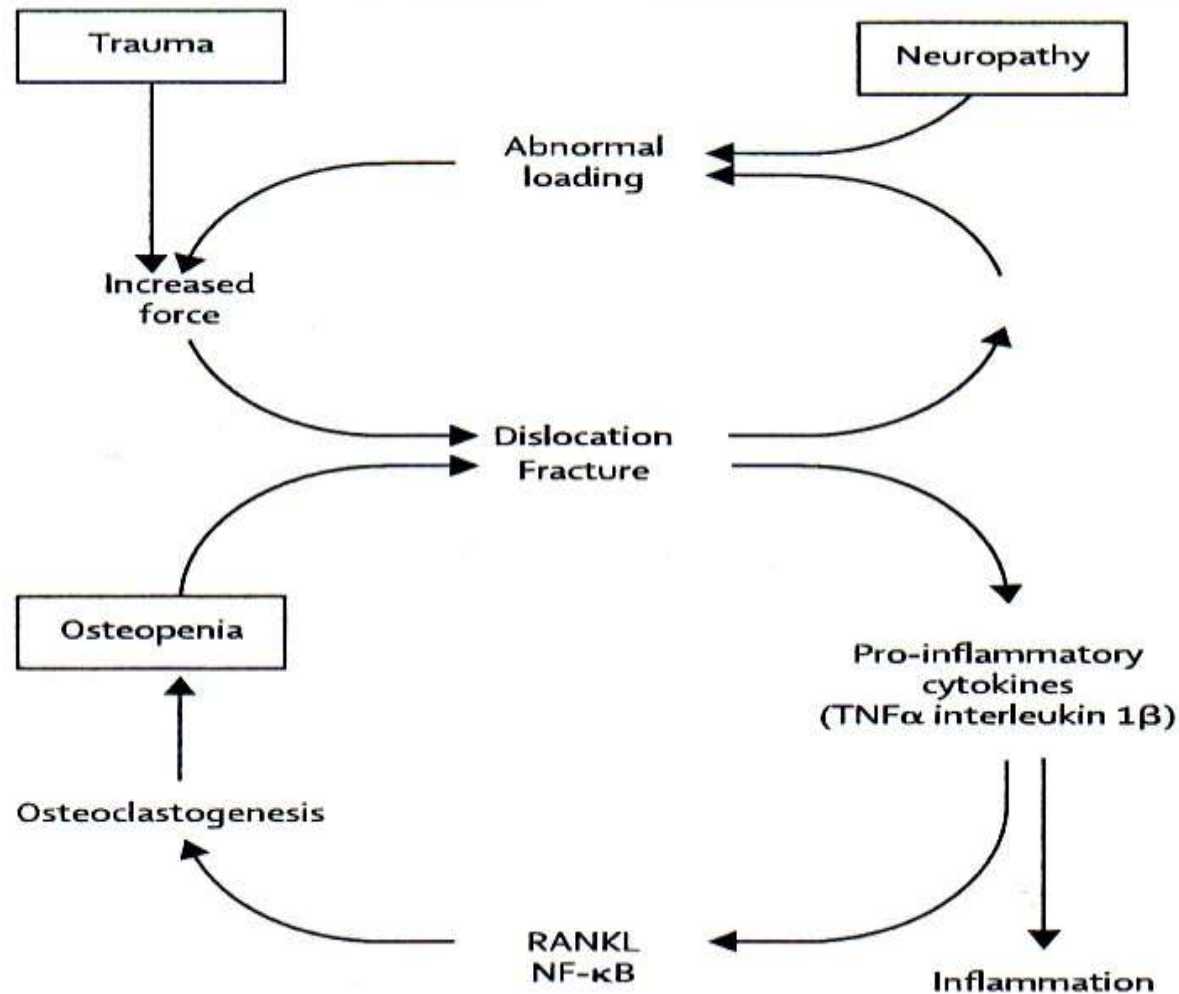 Trauma
Neuropathy
Abnormal
loading
Increased
force
Dislocation
Fracture
Osteopenia
Pro-inflammatory
cytokines
(TNFα interleukin 1β)
Osteoclastogenesis
RANKL
NF-κB
Inflammation